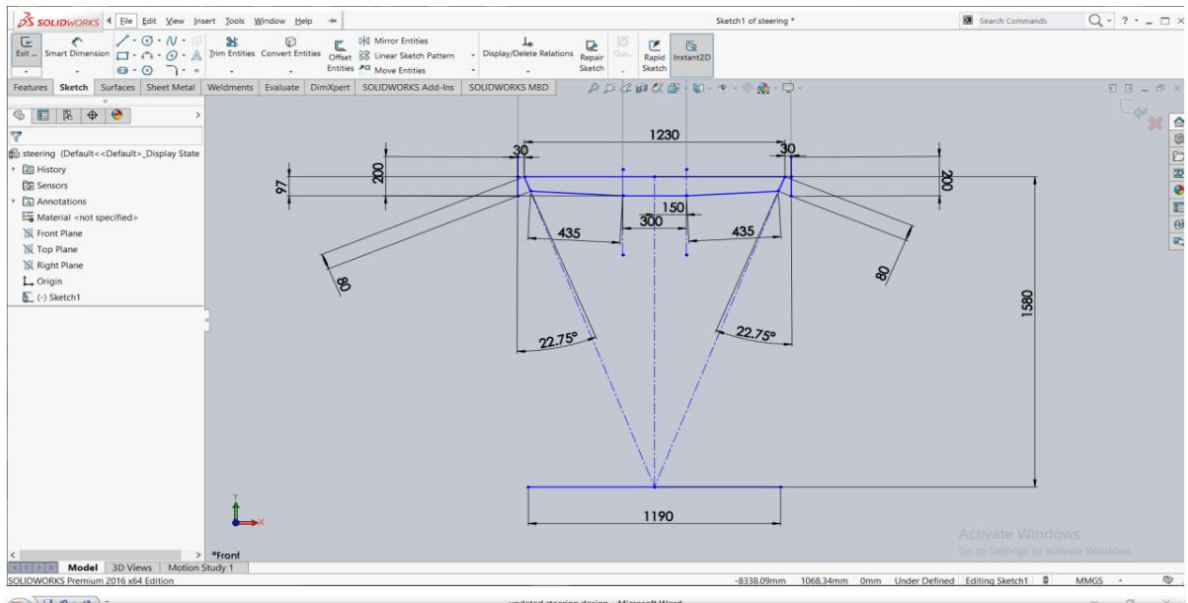 SOLIDWORKS File Edit View Insert Tools Window Help Sketch1 of steering * Search Commands
Exit ... Smart Dimension Trim Entities Convert Entities Offset Entities Mirror Entities Display/Delete Relations Repair Sketch Qui... Rapid Sketch Instant2D
Linear Sketch Pattern
Move Entities
Features Sketch Surfaces Sheet Metal Weldments Evaluate DimXpert SOLIDWORKS Add-Ins SOLIDWORKS MBD
steering (Default<<Default>_Display State
History
Sensors
Annotations
Material <not specified>
Front Plane
Top Plane
Right Plane
Origin
(-) Sketch1
1230
30
30
200
200
97
150
300
435
435
80
80
1580
22.75°
22.75°
1190
Y
X
Activate Windows
Go to Settings to activate Windows.
*Front
Model 3D Views Motion Study 1
SOLIDWORKS Premium 2016 x64 Edition -8338.09mm 1068.34mm 0mm Under Defined Editing Sketch1 MMGS
updated steering design - Microsoft Word